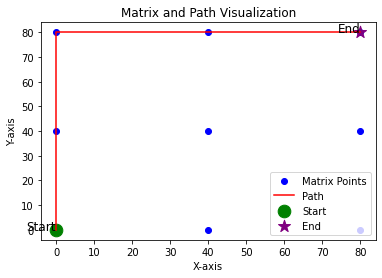 Matrix and Path Visualization
80
70
60
50
40
30
20
10
0
Y-axis
End
Start
Matrix Points
Path
Start
End
0 10 20 30 40 50 60 70 80
X-axis